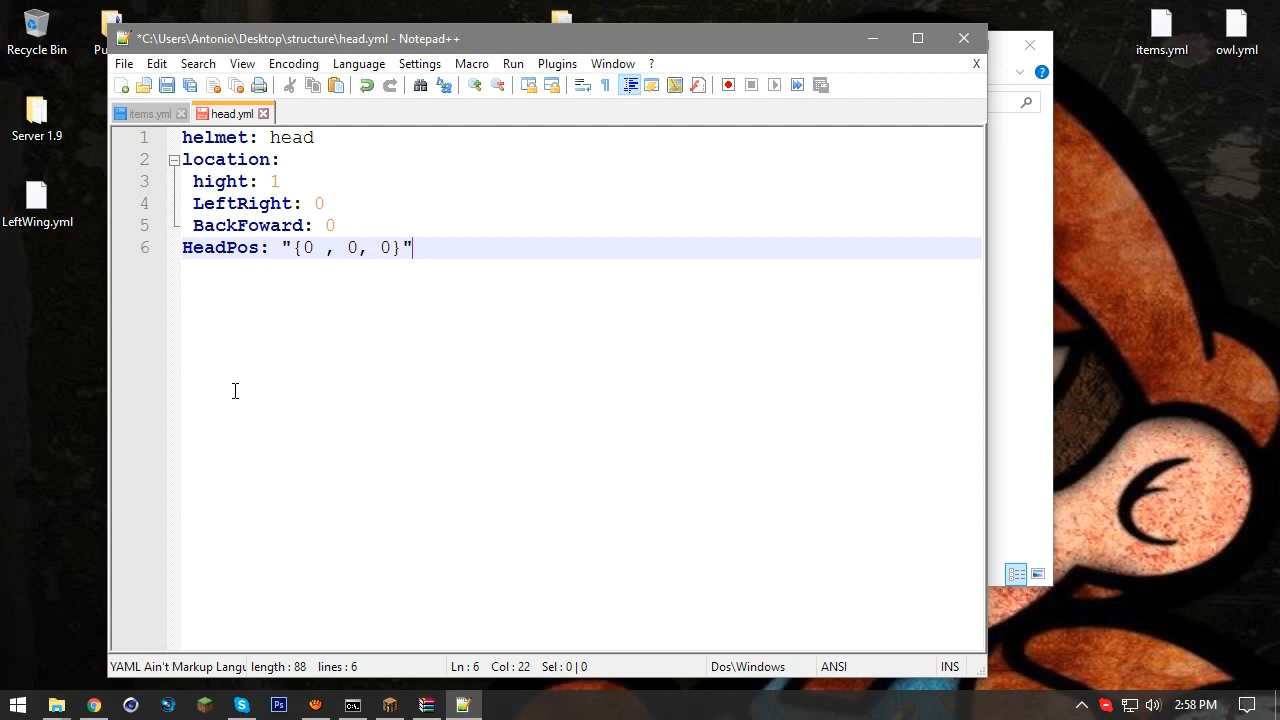 *C:\Users\Antonio\Desktop\structure\head.yml - Notepad++
File Edit Search View Encoding Language Settings Macro Run Plugins Window ? X
items.yml head.yml
1 helmet: head
2 location:
3 hight: 1
4 LeftRight: 0
5 BackFoward: 0
6 HeadPos: "{0 , 0, 0}"
YAML Ain't Markup Langu length : 88 lines : 6 Ln : 6 Col : 22 Sel : 0 | 0 Dos\Windows ANSI INS
Recycle Bin
Pu
Server 1.9
LeftWing.yml
items.yml
owl.yml
2:58 PM